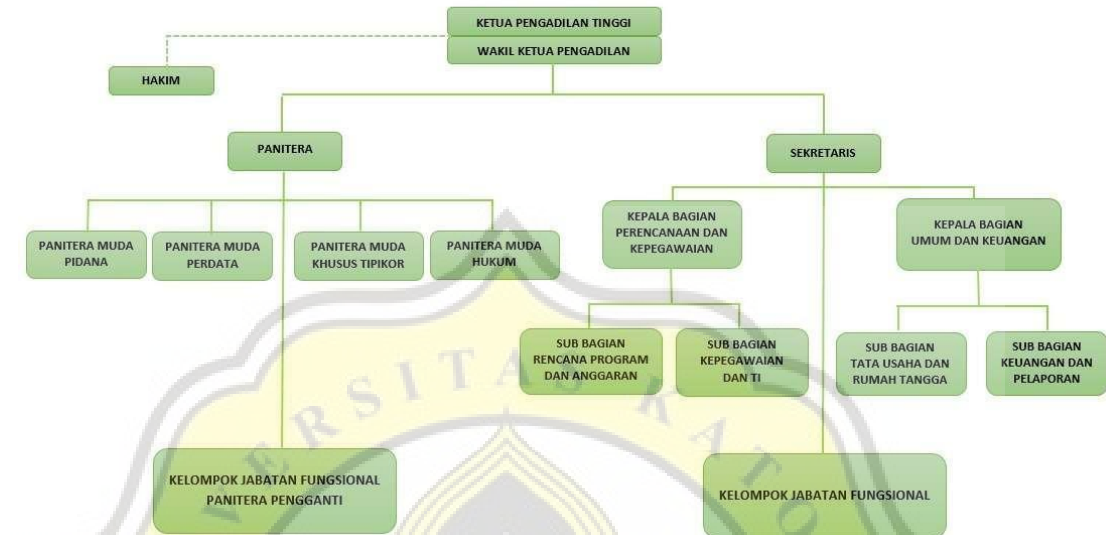 KETUA PENGADILAN TINGGI
WAKIL KETUA PENGADILAN
HAKIM
PANITERA
SEKRETARIS
PANITERA MUDA
PIDANA
PANITERA MUDA
PERDATA
PANITERA MUDA
KHUSUS TIPIKOR
PANITERA MUDA
HUKUM
KEPALA BAGIAN
PERENCANAAN DAN
KEPEGAWAIAN
KEPALA BAGIAN
UMUM DAN KEUANGAN
SUB BAGIAN
RENCANA PROGRAM
DAN ANGGARAN
SUB BAGIAN
KEPEGAWAIAN
DAN TI
SUB BAGIAN
TATA USAHA DAN
RUMAH TANGGA
SUB BAGIAN
KEUANGAN DAN
PELAPORAN
KELOMPOK JABATAN FUNGSIONAL
PANITERA PENGGANTI
KELOMPOK JABATAN FUNGSIONAL
VERSITAS KATO